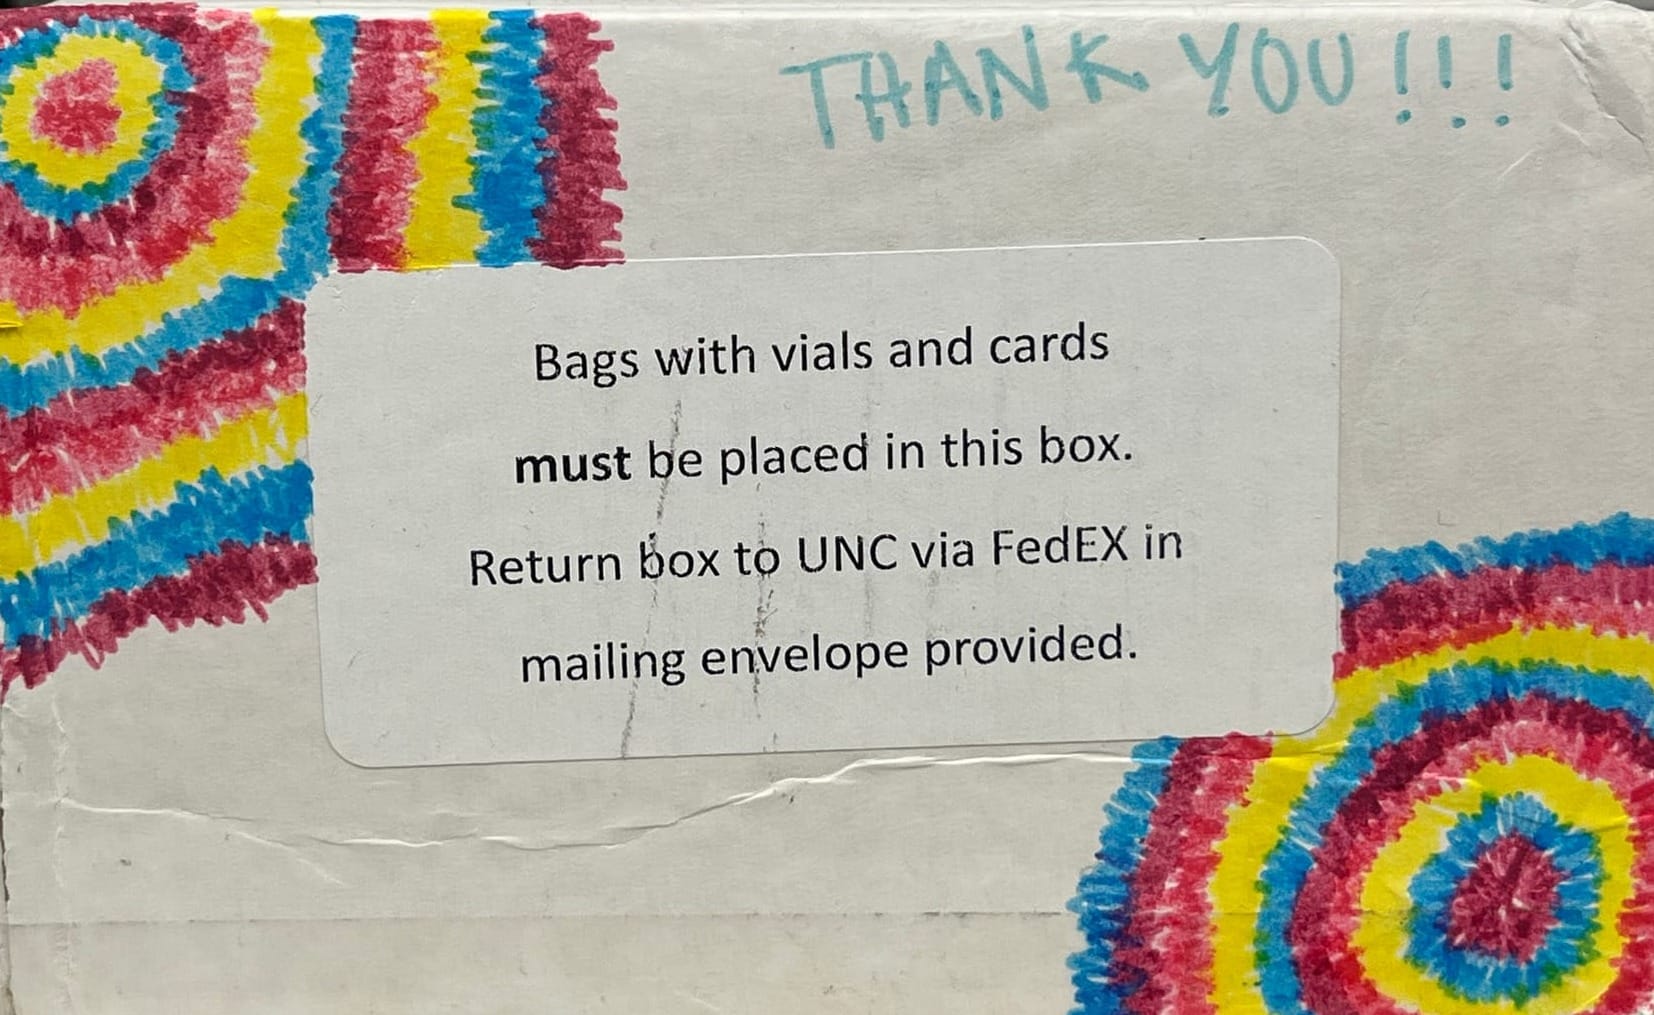 THANK YOU!!!
Bags with vials and cards
must be placed in this box.
Return box to UNC via FedEX in
mailing envelope provided.